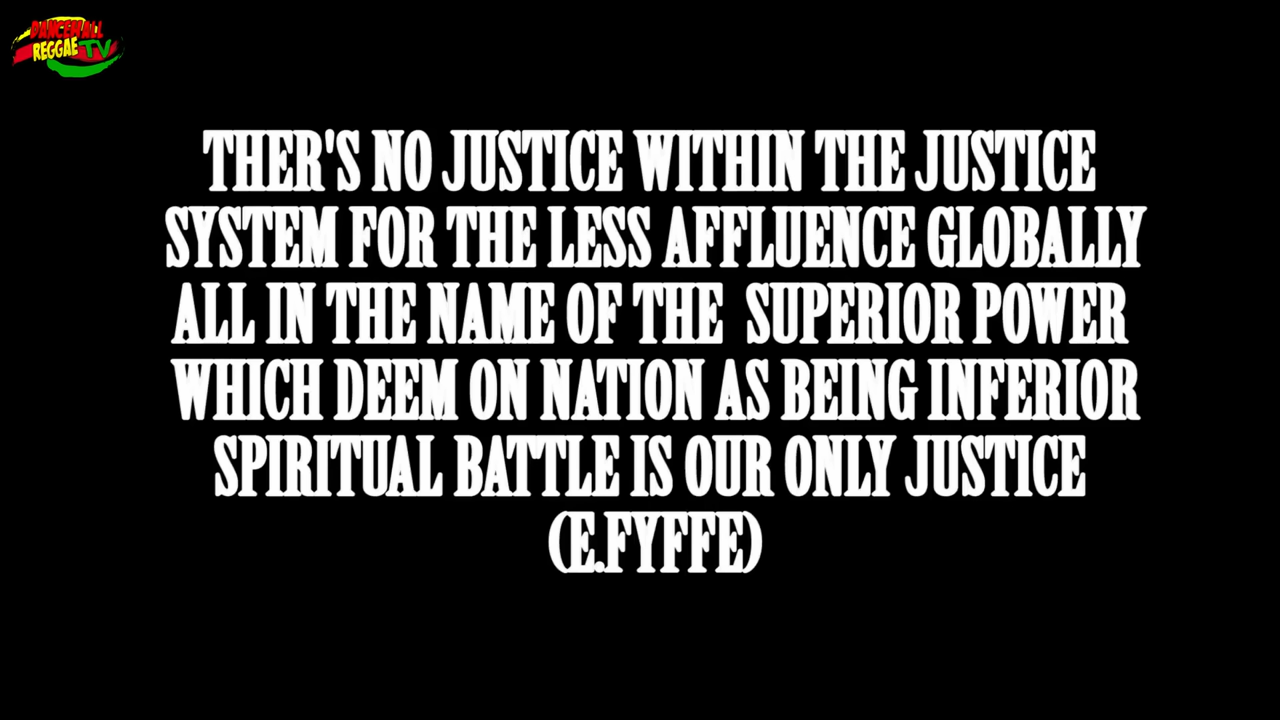 DANCEHALL
REGGAE TV
THER'S NO JUSTICE WITHIN THE JUSTICE
SYSTEM FOR THE LESS AFFLUENCE GLOBALLY
ALL IN THE NAME OF THE SUPERIOR POWER
WHICH DEEM ON NATION AS BEING INFERIOR
SPIRITUAL BATTLE IS OUR ONLY JUSTICE
(E.FYFFE)